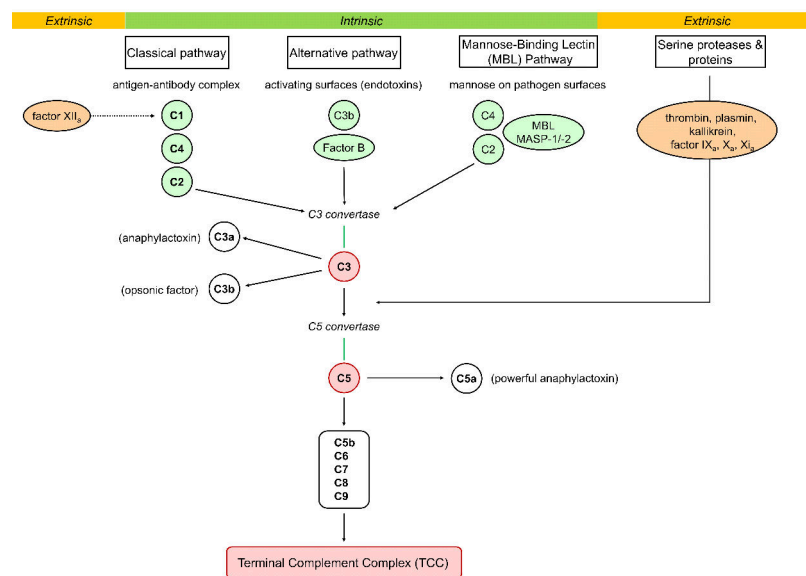 Extrinsic
Intrinsic
Extrinsic
Classical pathway
Alternative pathway
Mannose-Binding Lectin
(MBL) Pathway
Serine proteases &
proteins
antigen-antibody complex
activating surfaces (endotoxins)
mannose on pathogen surfaces
factor XIIa
C1
C4
C2
C3b
Factor B
C4
C2
MBL
MASP-1/-2
thrombin, plasmin,
kallikrein,
factor IXa, Xa, Xia
C3 convertase
(anaphylactoxin)
C3a
C3
(opsonic factor)
C3b
C5 convertase
C5
C5a
(powerful anaphylactoxin)
C5b
C6
C7
C8
C9
Terminal Complement Complex (TCC)